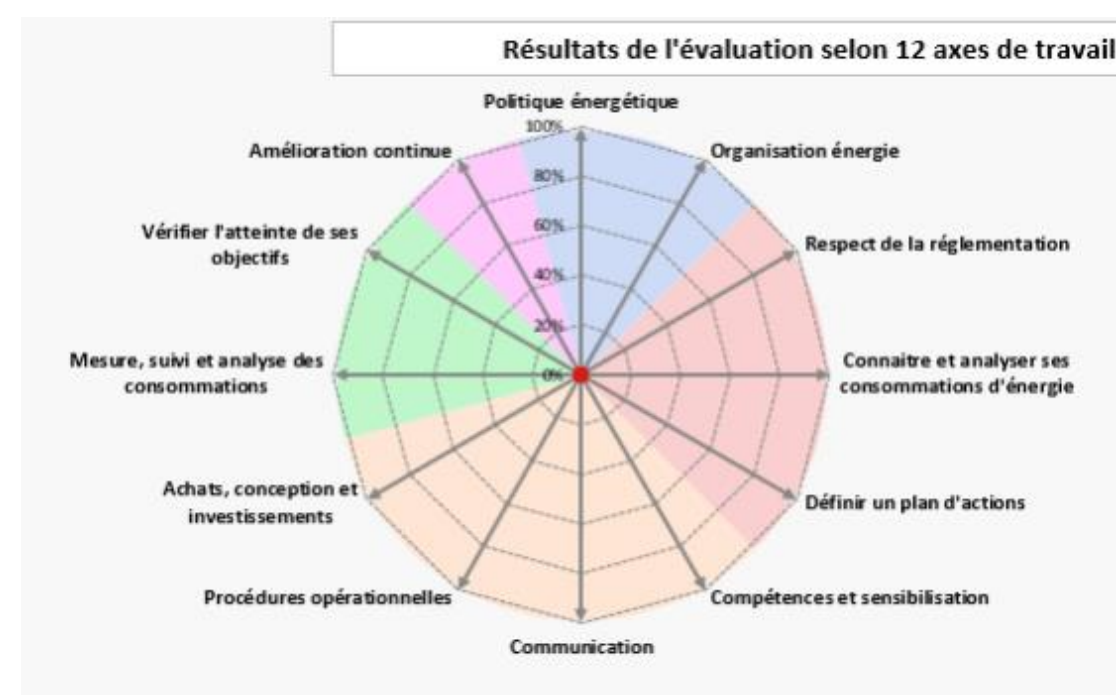 Résultats de l'évaluation selon 12 axes de travail
Politique énergétique
100%
Amélioration continue
Organisation énergie
80%
Vérifier l'atteinte de ses
objectifs
60%
Respect de la réglementation
40%
20%
Mesure, suivi et analyse des
consommations
0%
Connaitre et analyser ses
consommations d'énergie
Achats, conception et
investissements
Définir un plan d'actions
Procédures opérationnelles
Compétences et sensibilisation
Communication